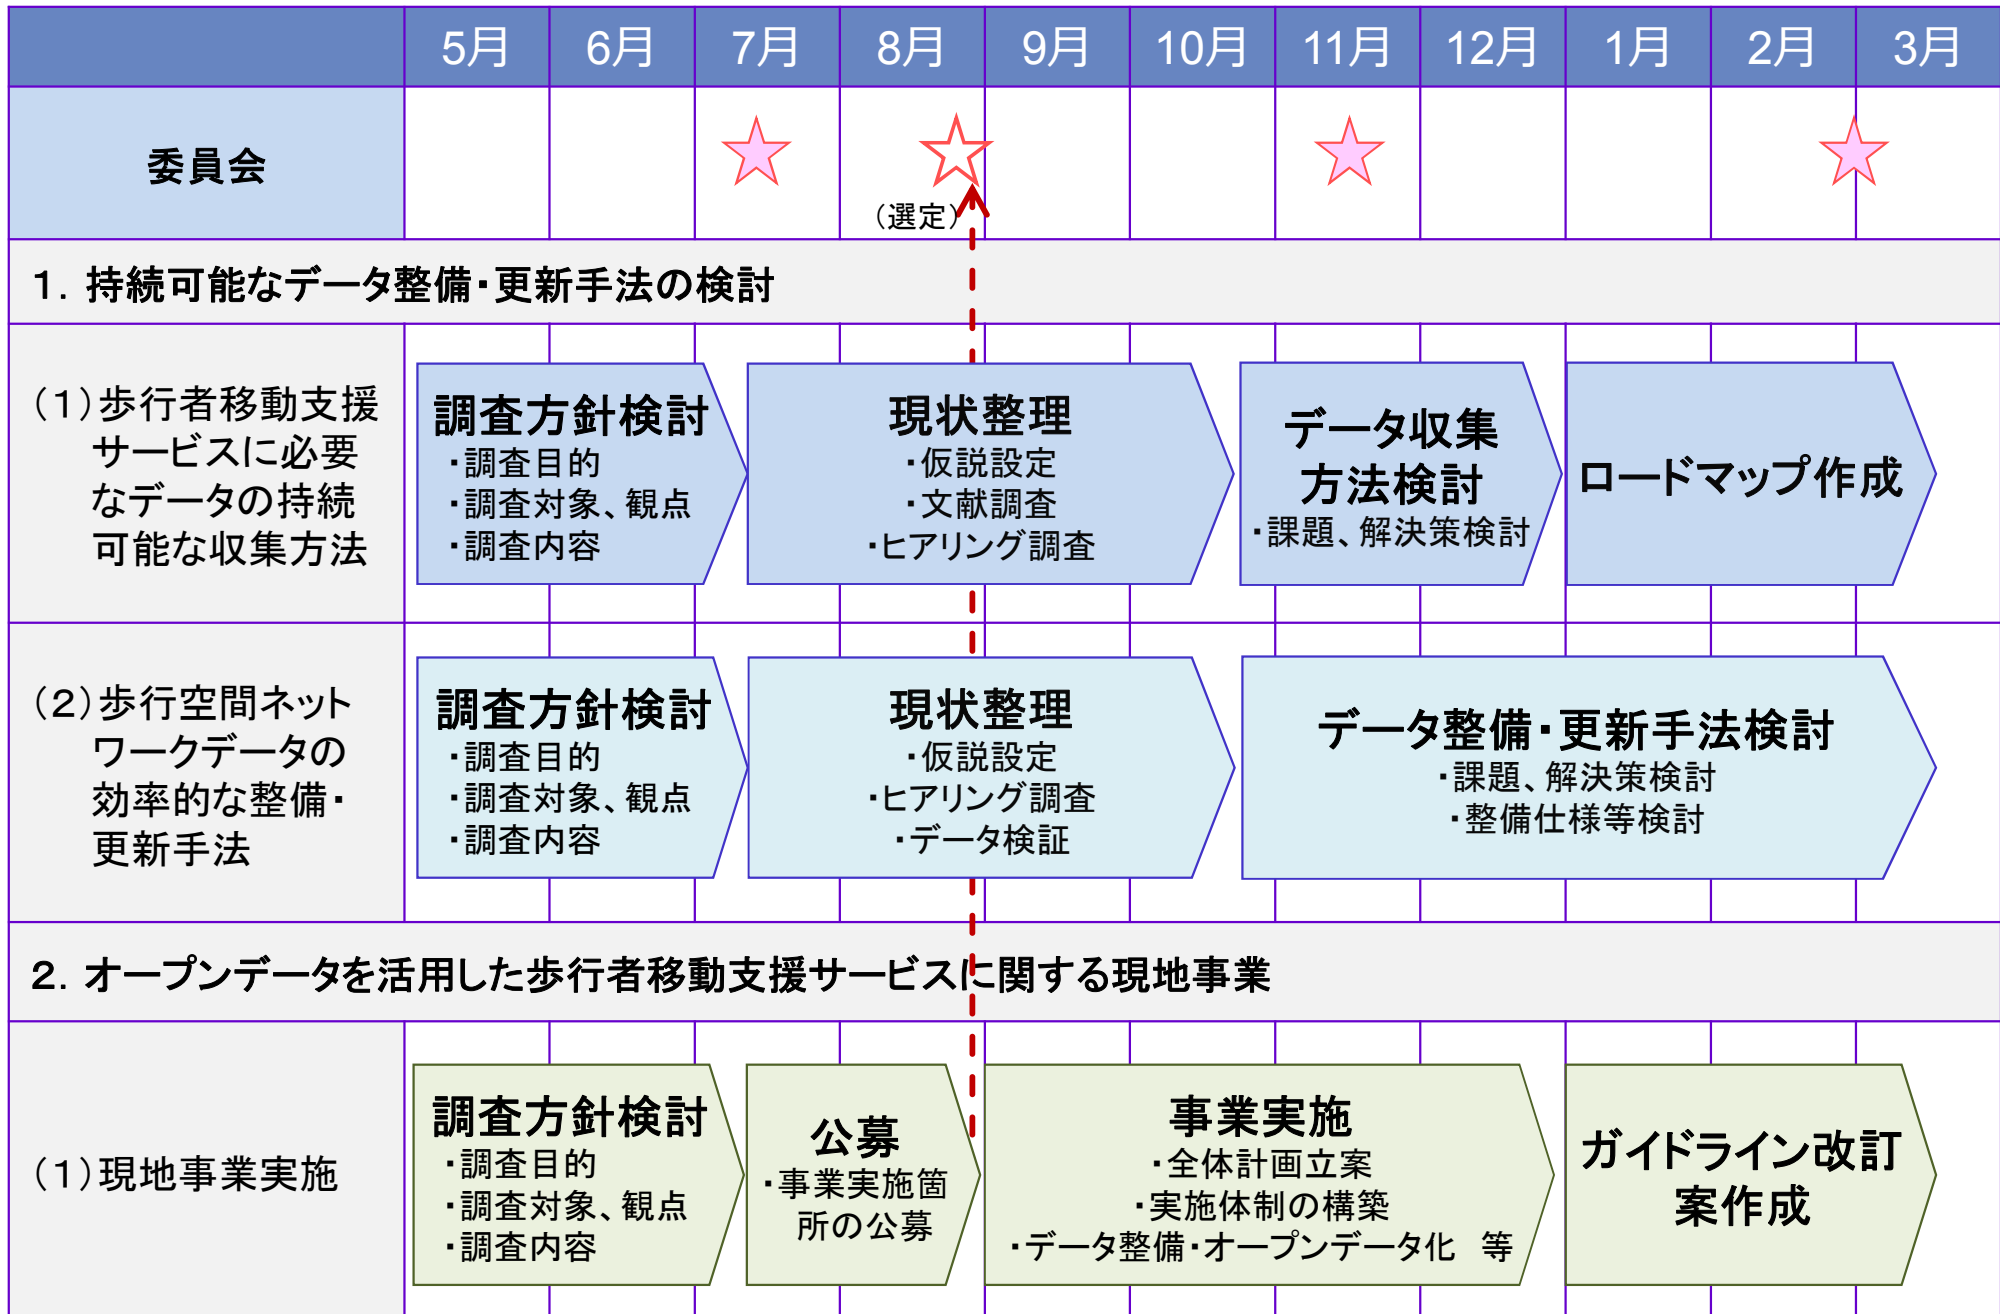 5月 6月 7月 8月 9月 10月 11月 12月 1月 2月 3月
委員会
（選定）
１．持続可能なデータ整備・更新手法の検討
（１）歩行者移動支援
サービスに必要
なデータの持続
可能な収集方法
調査方針検討
・調査目的
・調査対象、観点
・調査内容
現状整理
・仮説設定
・文献調査
・ヒアリング調査
データ収集
方法検討
・課題、解決策検討
ロードマップ作成
（２）歩行空間ネット
ワークデータの
効率的な整備・
更新手法
調査方針検討
・調査目的
・調査対象、観点
・調査内容
現状整理
・仮説設定
・ヒアリング調査
・データ検証
データ整備・更新手法検討
・課題、解決策検討
・整備仕様等検討
２．オープンデータを活用した歩行者移動支援サービスに関する現地事業
（１）現地事業実施
調査方針検討
・調査目的
・調査対象、観点
・調査内容
公募
・事業実施箇
所の公募
事業実施
・全体計画立案
・実施体制の構築
・データ整備・オープンデータ化　等
ガイドライン改訂
案作成